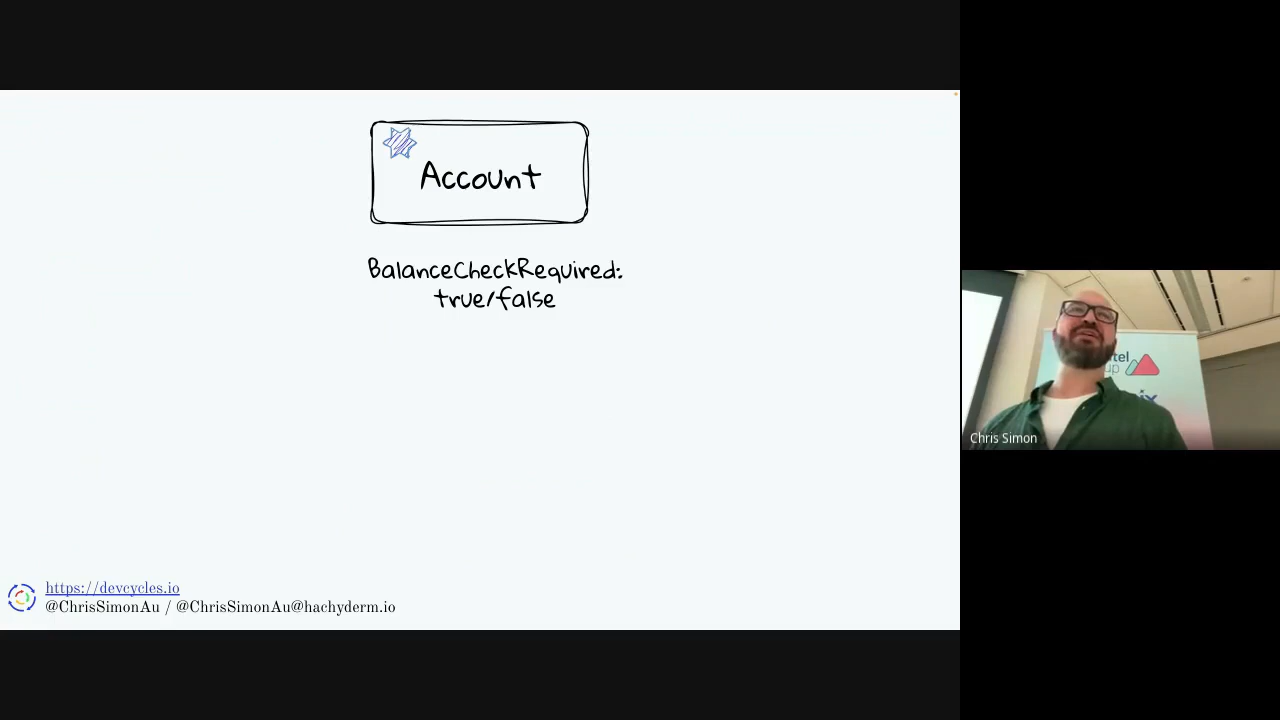 Account
BalanceCheckRequired:
true/false
https://devcycles.io
@ChrisSimonAu / @ChrisSimonAu@hachyderm.io
Chris Simon